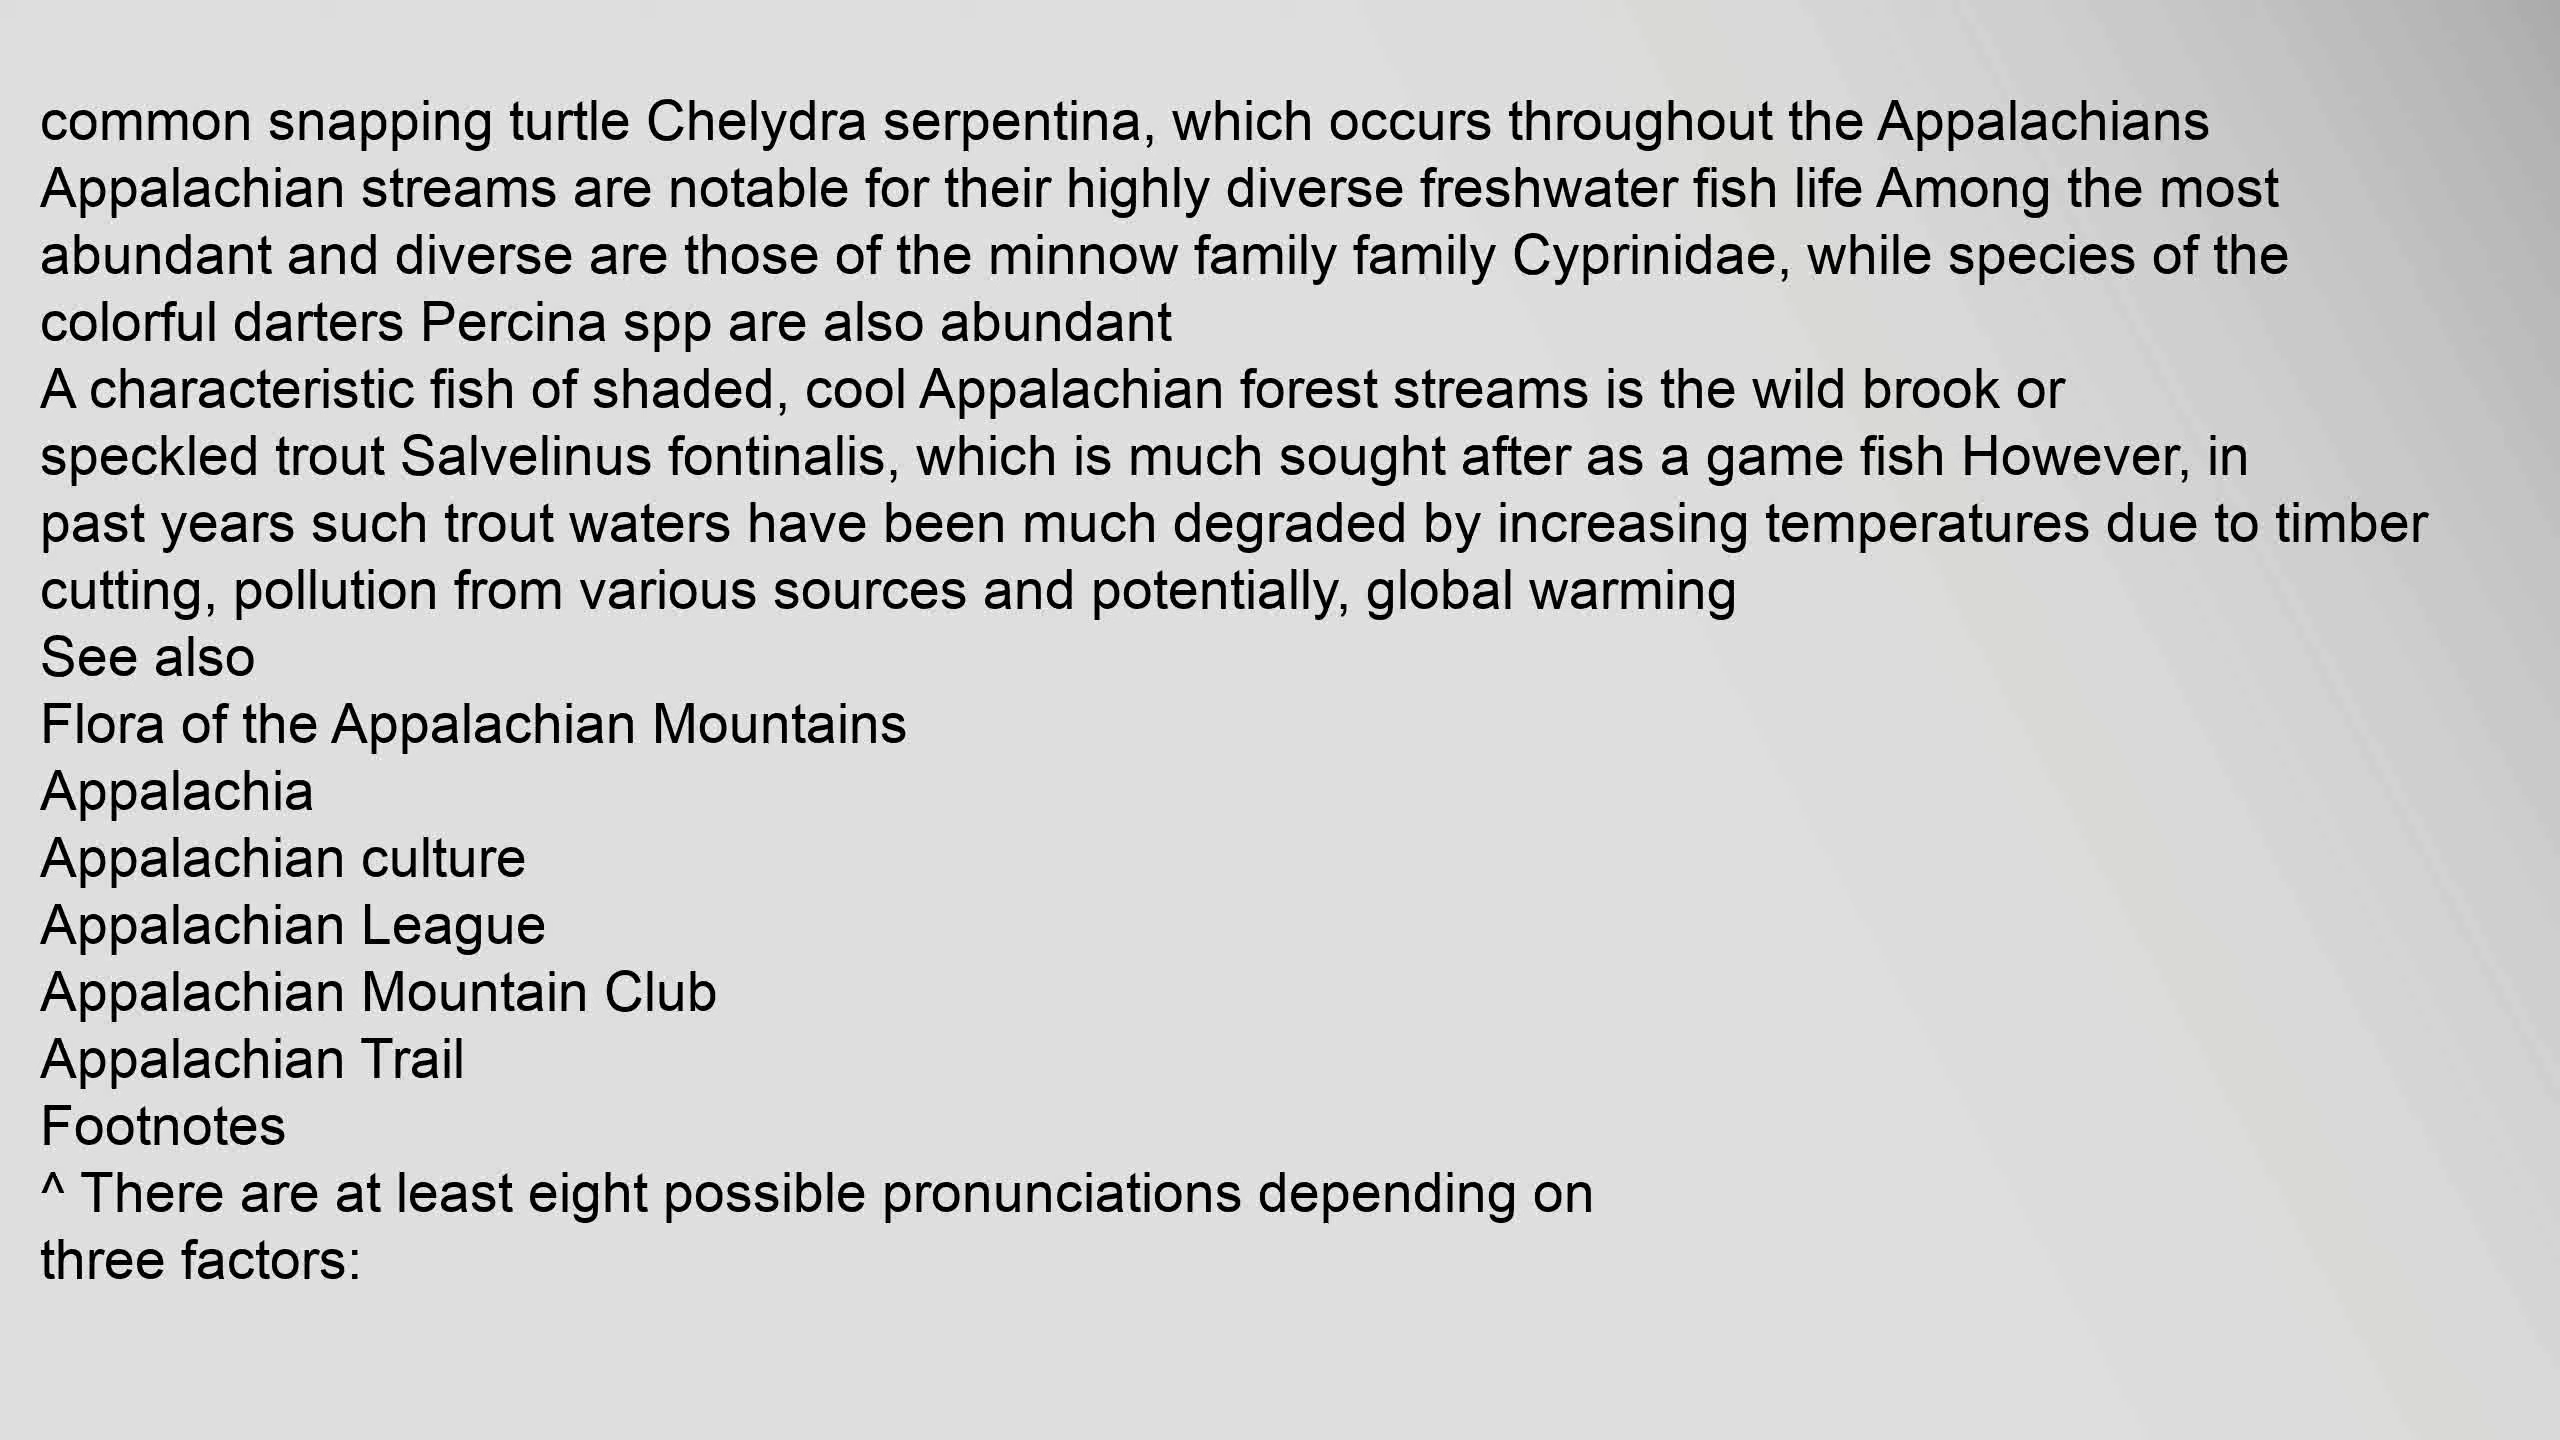 common snapping turtle Chelydra serpentina, which occurs throughout the Appalachians
Appalachian streams are notable for their highly diverse freshwater fish life Among the most
abundant and diverse are those of the minnow family family Cyprinidae, while species of the
colorful darters Percina spp are also abundant
A characteristic fish of shaded, cool Appalachian forest streams is the wild brook or
speckled trout Salvelinus fontinalis, which is much sought after as a game fish However, in
past years such trout waters have been much degraded by increasing temperatures due to timber
cutting, pollution from various sources and potentially, global warming
See also
Flora of the Appalachian Mountains
Appalachia
Appalachian culture
Appalachian League
Appalachian Mountain Club
Appalachian Trail
Footnotes
^ There are at least eight possible pronunciations depending on
three factors: